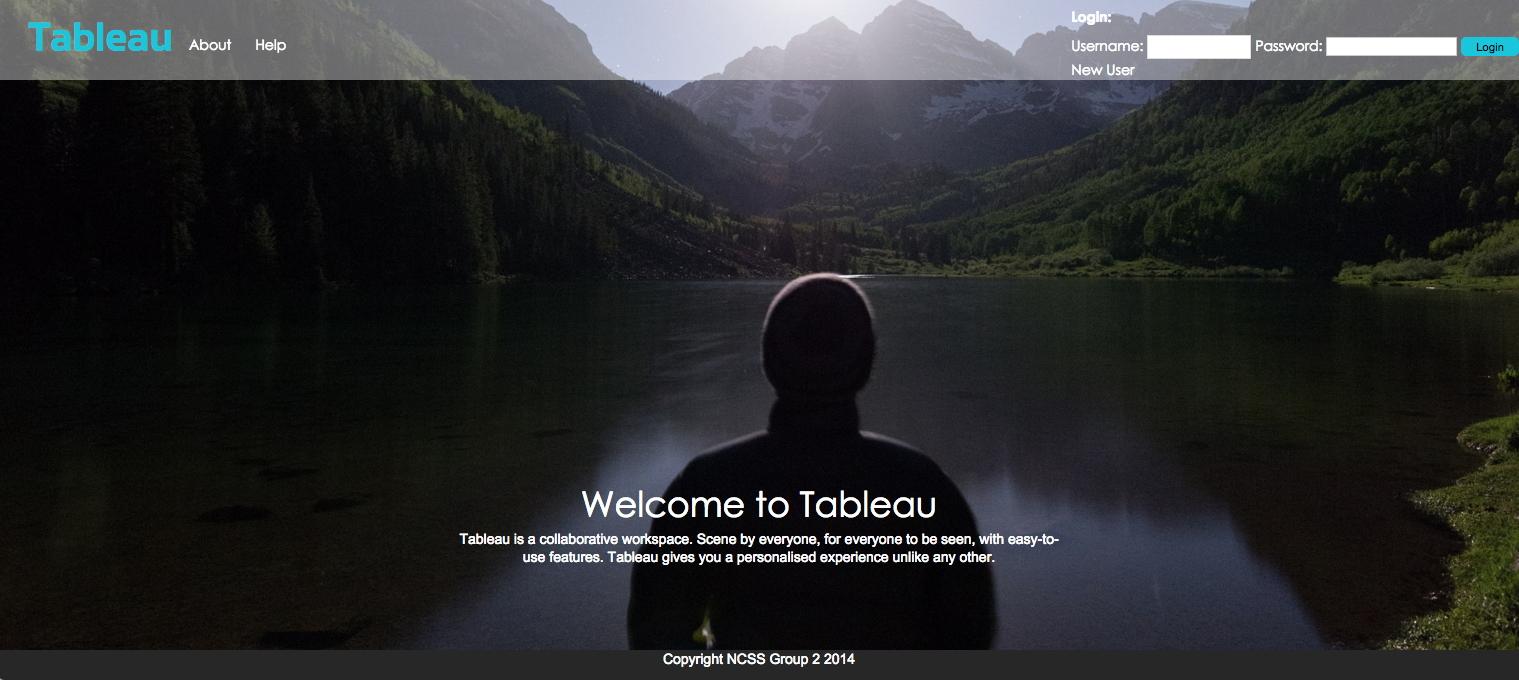 Tableau About Help
Login:
Username: Password: Login
New User
Welcome to Tableau
Tableau is a collaborative workspace. Scene by everyone, for everyone to be seen, with easy-to-
use features. Tableau gives you a personalised experience unlike any other.
Copyright NCSS Group 2 2014